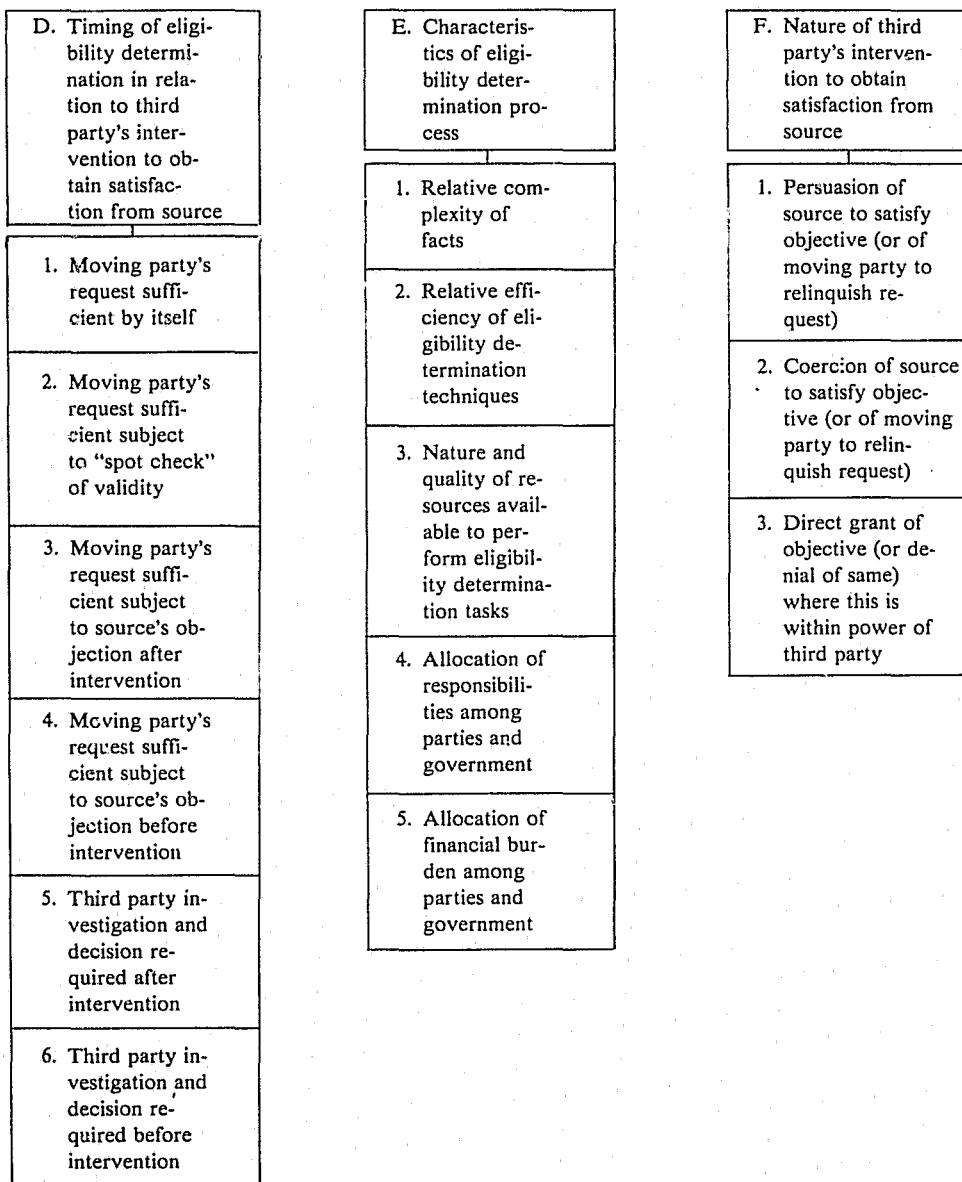 D. Timing of eligi-
bility determi-
nation in rela-
tion to third
party's inter-
vention to ob-
tain satisfac-
tion from source
1. Moving party's
request suffi-
cient by itself
2. Moving party's
request suffi-
cient subject
to "spot check"
of validity
3. Moving party's
request suffi-
cient subject
to source's ob-
jection after
intervention
4. Moving party's
request suffi-
cient subject
to source's ob-
jection before
intervention
5. Third party in-
vestigation and
decision re-
quired after
intervention
6. Third party in-
vestigation and
decision re-
quired before
intervention
E. Characteris-
tics of eligi-
bility deter-
mination pro-
cess
1. Relative com-
plexity of
facts
2. Relative effi-
ciency of eli-
gibility de-
termination
techniques
3. Nature and
quality of re-
sources avail-
able to per-
form eligibil-
ity determina-
tion tasks
4. Allocation of
responsibili-
ties among
parties and
government
5. Allocation of
financial bur-
den among
parties and
government
F. Nature of third
party's interven-
tion to obtain
satisfaction from
source
1. Persuasion of
source to satisfy
objective (or of
moving party to
relinquish re-
quest)
2. Coercion of source
to satisfy objec-
tive (or of moving
party to relin-
quish request)
3. Direct grant of
objective (or de-
nial of same)
where this is
within power of
third party